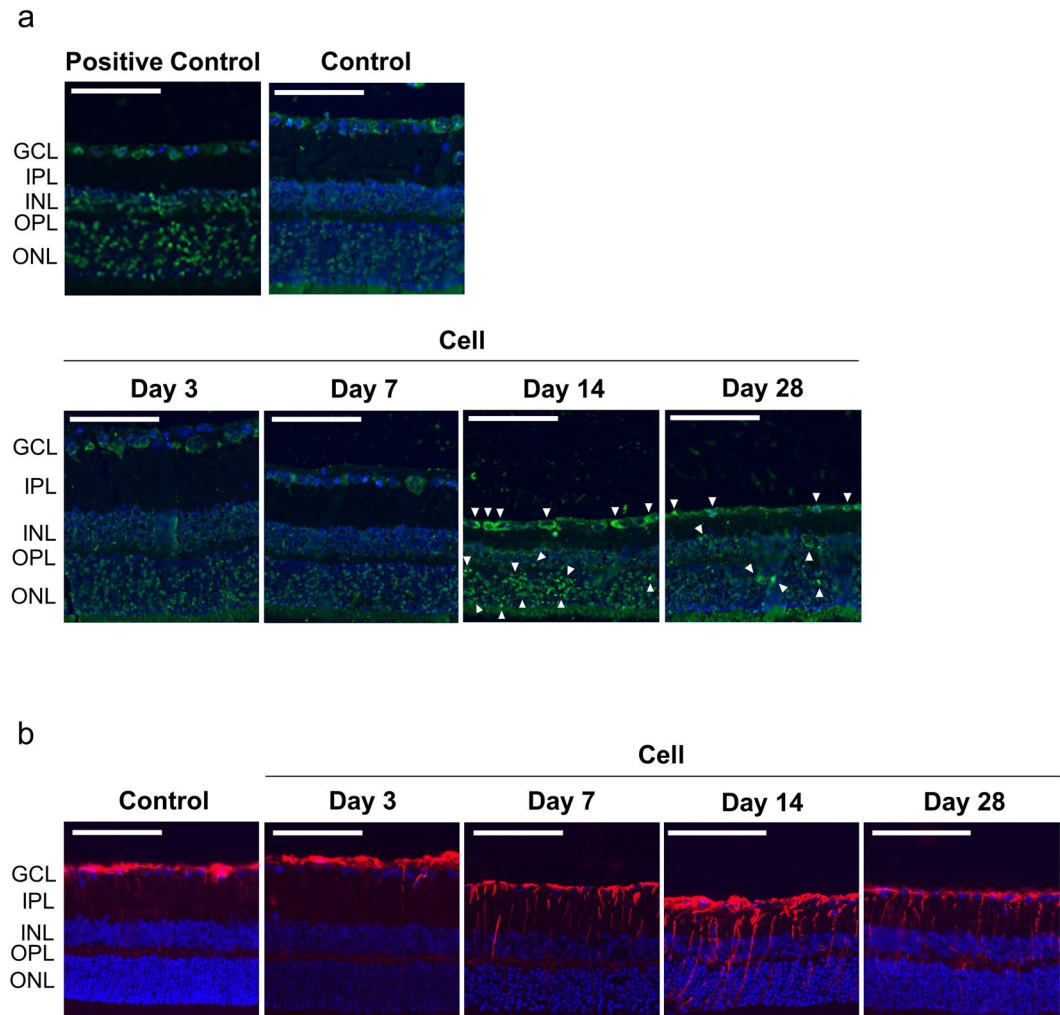 a
Positive Control
Control
GCL
IPL
INL
OPL
ONL
Cell
Day 3
Day 7
Day 14
Day 28
GCL
IPL
INL
OPL
ONL
b
Cell
Control
Day 3
Day 7
Day 14
Day 28
GCL
IPL
INL
OPL
ONL